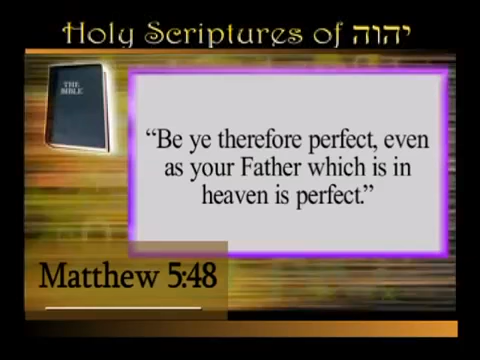 Holy Scriptures of יהוה
THE
BIBLE
“Be ye therefore perfect, even
as your Father which is in
heaven is perfect.”
Matthew 5:48